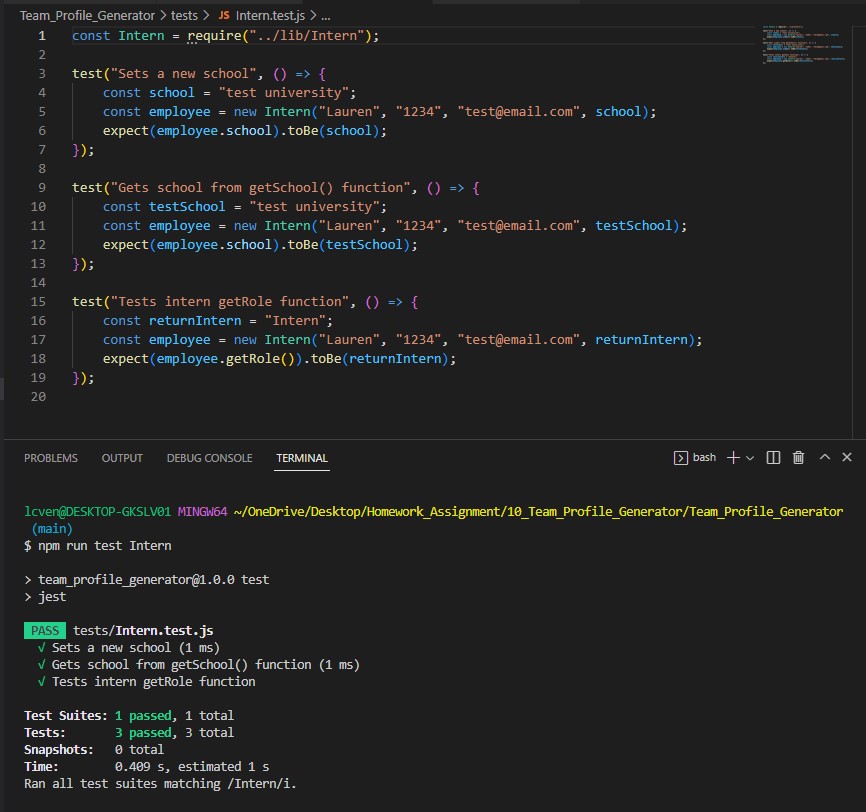 Team_Profile_Generator > tests > JS Intern.test.js > ...
1 const Intern = require("../lib/Intern");
2
3 test("Sets a new school", () => {
4     const school = "test university";
5     const employee = new Intern("Lauren", "1234", "test@email.com", school);
6     expect(employee.school).toBe(school);
7 });
8
9 test("Gets school from getSchool() function", () => {
10     const testSchool = "test university";
11     const employee = new Intern("Lauren", "1234", "test@email.com", testSchool);
12     expect(employee.school).toBe(testSchool);
13 });
14
15 test("Tests intern getRole function", () => {
16     const returnIntern = "Intern";
17     const employee = new Intern("Lauren", "1234", "test@email.com", returnIntern);
18     expect(employee.getRole()).toBe(returnIntern);
19 });
20
PROBLEMS OUTPUT DEBUG CONSOLE TERMINAL bash
lcven@DESKTOP-GKSLV01 MINGW64 ~/OneDrive/Desktop/Homework_Assignment/10_Team_Profile_Generator/Team_Profile_Generator
(main)
$ npm run test Intern
> team_profile_generator@1.0.0 test
> jest
PASS tests/Intern.test.js
√ Sets a new school (1 ms)
√ Gets school from getSchool() function (1 ms)
√ Tests intern getRole function
Test Suites: 1 passed, 1 total
Tests: 3 passed, 3 total
Snapshots: 0 total
Time: 0.409 s, estimated 1 s
Ran all test suites matching /Intern/i.